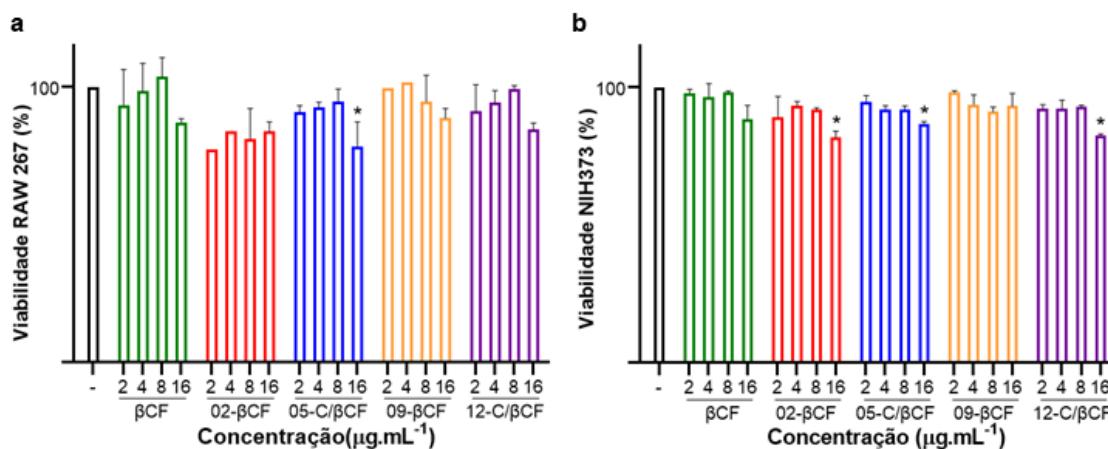 a
Viabilidade RAW 267 (%)
100
*
- 2 4 8 16 2 4 8 16 2 4 8 16 2 4 8 16 2 4 8 16
βCF 02-βCF 05-C/βCF 09-βCF 12-C/βCF
Concentração(μg.mL⁻¹)
b
Viabilidade NIH373 (%)
100
* * *
- 2 4 8 16 2 4 8 16 2 4 8 16 2 4 8 16 2 4 8 16
βCF 02-βCF 05-C/βCF 09-βCF 12-C/βCF
Concentração (μg.mL⁻¹)